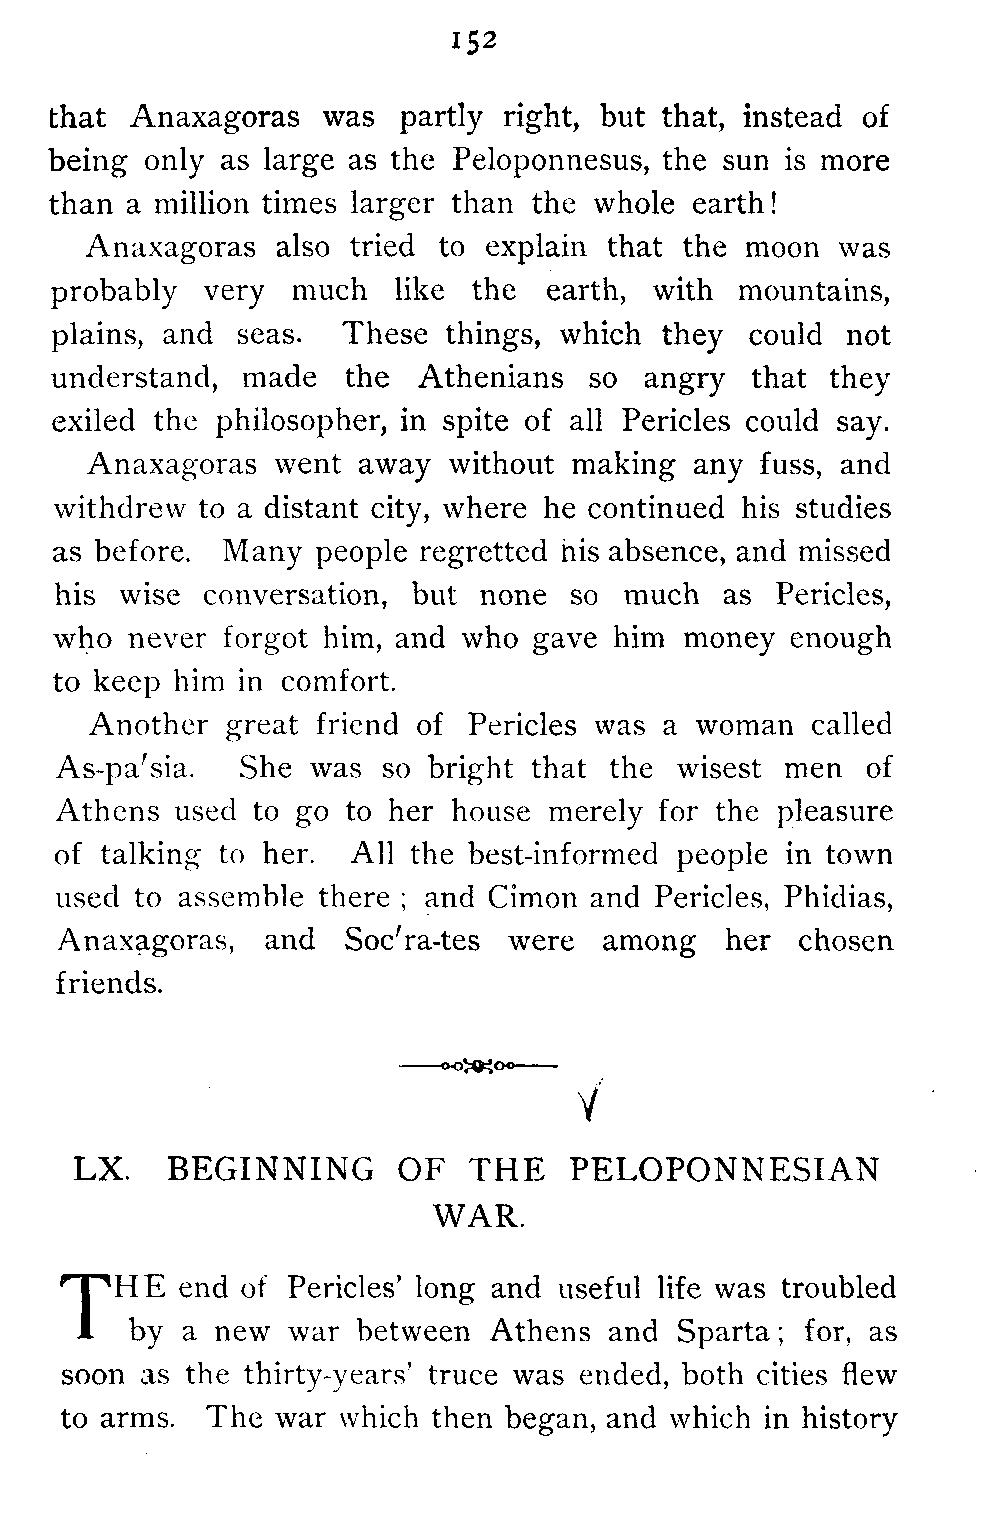 152
that Anaxagoras was partly right, but that, instead of
being only as large as the Peloponnesus, the sun is more
than a million times larger than the whole earth!
Anaxagoras also tried to explain that the moon was
probably very much like the earth, with mountains,
plains, and seas. These things, which they could not
understand, made the Athenians so angry that they
exiled the philosopher, in spite of all Pericles could say.
Anaxagoras went away without making any fuss, and
withdrew to a distant city, where he continued his studies
as before. Many people regretted his absence, and missed
his wise conversation, but none so much as Pericles,
who never forgot him, and who gave him money enough
to keep him in comfort.
Another great friend of Pericles was a woman called
As-pa′sia. She was so bright that the wisest men of
Athens used to go to her house merely for the pleasure
of talking to her. All the best-informed people in town
used to assemble there; and Cimon and Pericles, Phidias,
Anaxagoras, and Soc′ra-tes were among her chosen
friends.
LX. BEGINNING OF THE PELOPONNESIAN
WAR.
THE end of Pericles' long and useful life was troubled
by a new war between Athens and Sparta; for, as
soon as the thirty-years' truce was ended, both cities flew
to arms. The war which then began, and which in history